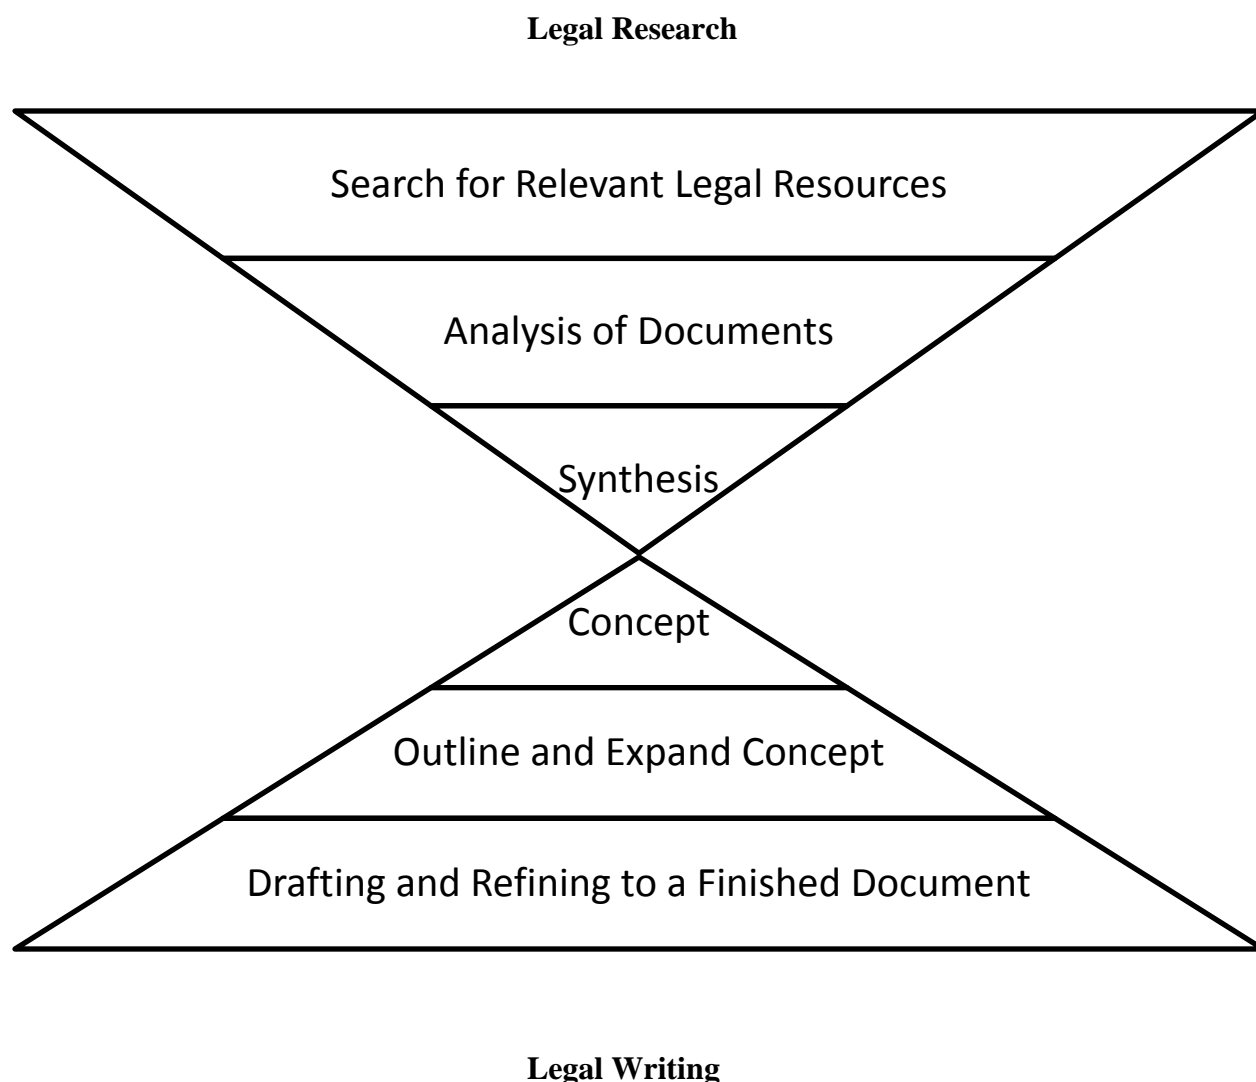 Legal Research
Search for Relevant Legal Resources
Analysis of Documents
Synthesis
Concept
Outline and Expand Concept
Drafting and Refining to a Finished Document
Legal Writing